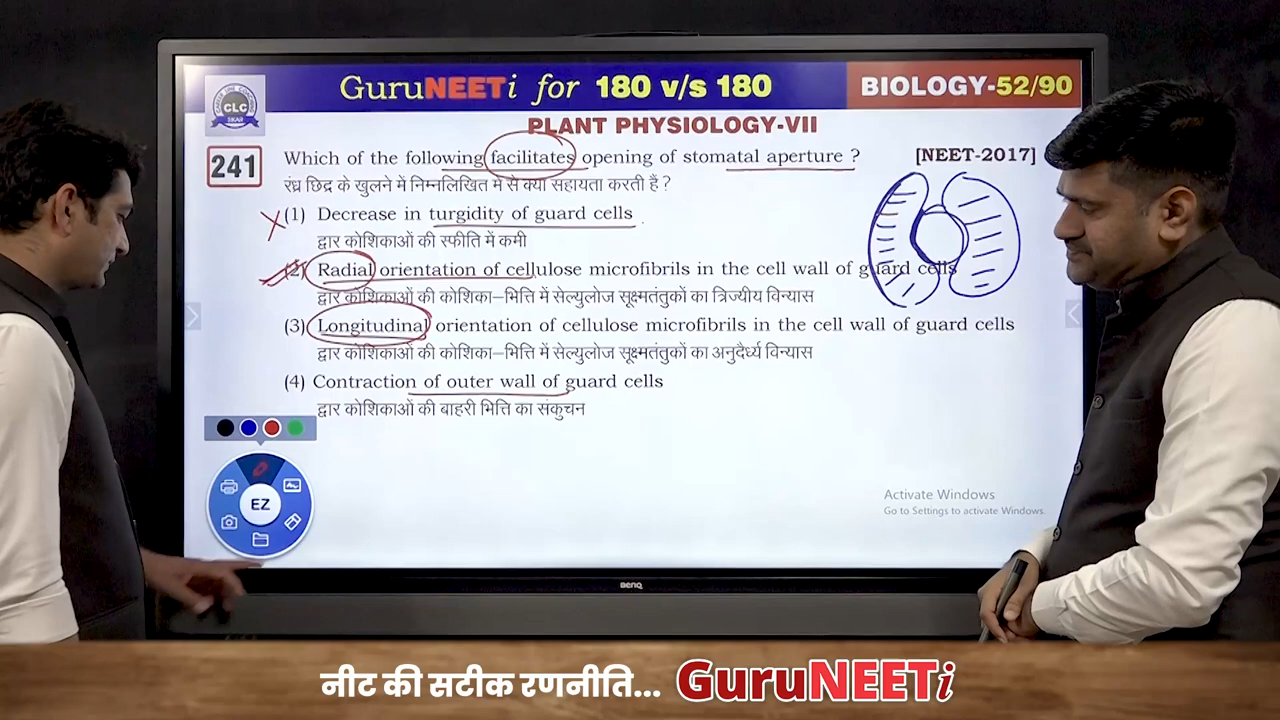 GuruNEETi for 180 v/s 180
BIOLOGY-52/90
CLC
SIKAR
PLANT PHYSIOLOGY-VII
241 Which of the following facilitates opening of stomatal aperture ? [NEET-2017]
रंध्र छिद्र के खुलने में निम्नलिखित में से क्या सहायता करती हैं ?
(1) Decrease in turgidity of guard cells
द्वार कोशिकाओं की स्फीति में कमी
(2) Radial orientation of cellulose microfibrils in the cell wall of guard cells
द्वार कोशिकाओं की कोशिका–भित्ति में सेल्युलोज सूक्ष्मतंतुकों का त्रिज्यीय विन्यास
(3) Longitudinal orientation of cellulose microfibrils in the cell wall of guard cells
द्वार कोशिकाओं की कोशिका–भित्ति में सेल्युलोज सूक्ष्मतंतुकों का अनुदैर्ध्य विन्यास
(4) Contraction of outer wall of guard cells
द्वार कोशिकाओं की बाहरी भित्ति का संकुचन
EZ
Activate Windows
Go to Settings to activate Windows.
BenQ
नीट की सटीक रणनीति... GuruNEETi